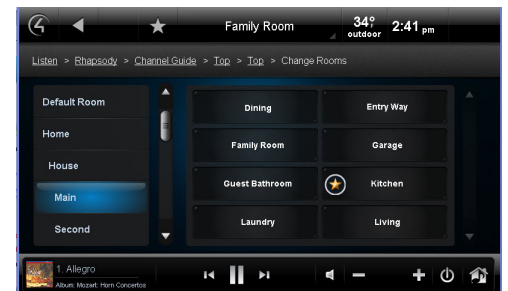 Family Room
34° outdoor
2:41 pm
Listen > Rhapsody > Channel Guide > Top > Top > Change Rooms
Default Room
Home
House
Main
Second
Dining
Entry Way
Family Room
Garage
Guest Bathroom
Kitchen
Laundry
Living
1. Allegro
Album: Mozart: Horn Concertos